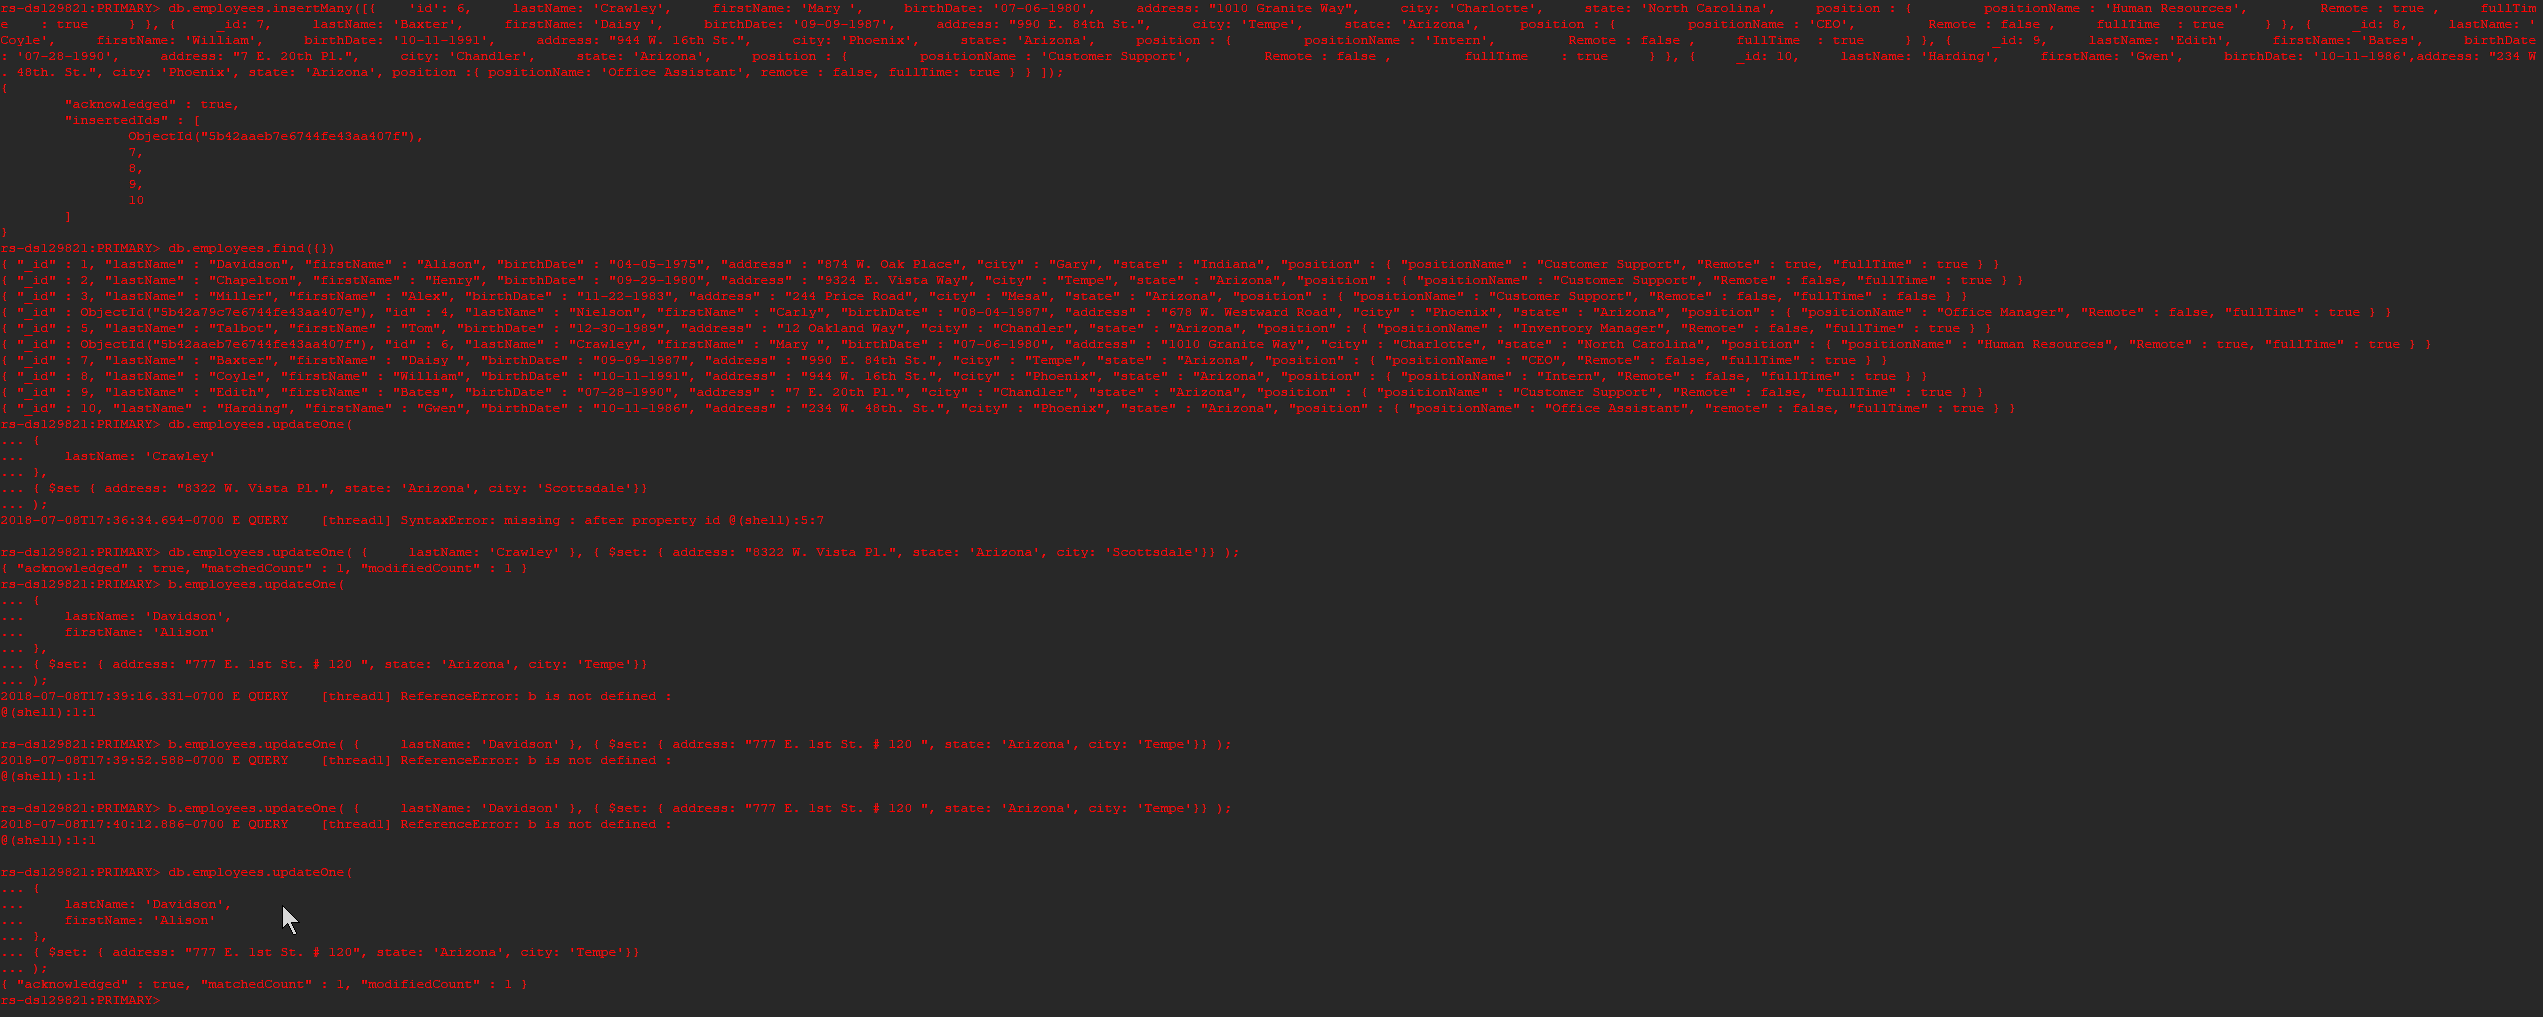 rs-ds129821:PRIMARY> db.employees.insertMany([{    'id': 6,    lastName: 'Crawley',     firstName: 'Mary ',     birthDate: '07-06-1980',     address: "1010 Granite Way",     city: 'Charlotte',     state: 'North Carolina',     position : {         positionName : 'Human Resources',         Remote : true ,     fullTim
e    : true     } }, {     _id: 7,     lastName: 'Baxter',     firstName: 'Daisy ',     birthDate: '09-09-1987',     address: "990 E. 84th St.",     city: 'Tempe',     state: 'Arizona',     position : {         positionName : 'CEO',         Remote : false ,     fullTime  : true     } }, {     _id: 8,     lastName: '
Coyle',     firstName: 'William',     birthDate: '10-11-1991',     address: "944 W. 16th St.",     city: 'Phoenix',     state: 'Arizona',     position : {         positionName : 'Intern',         Remote : false ,     fullTime  : true     } }, {     _id: 9,     lastName: 'Edith',     firstName: 'Bates',     birthDate
: '07-28-1990',     address: "7 E. 20th Pl.",     city: 'Chandler',     state: 'Arizona',     position : {         positionName : 'Customer Support',         Remote : false ,         fullTime    : true     } }, {     _id: 10,     lastName: 'Harding',     firstName: 'Gwen',     birthDate: '10-11-1986',address: "234 W
. 48th. St.", city: 'Phoenix', state: 'Arizona', position :{ positionName: 'Office Assistant', remote : false, fullTime: true } } ]);
{
        "acknowledged" : true,
        "insertedIds" : [
                ObjectId("5b42aaeb7e6744fe43aa407f"),
                7,
                8,
                9,
                10
        ]
}
rs-ds129821:PRIMARY> db.employees.find({})
{ "_id" : 1, "lastName" : "Davidson", "firstName" : "Alison", "birthDate" : "04-05-1975", "address" : "874 W. Oak Place", "city" : "Gary", "state" : "Indiana", "position" : { "positionName" : "Customer Support", "Remote" : true, "fullTime" : true } }
{ "_id" : 2, "lastName" : "Chapelton", "firstName" : "Henry", "birthDate" : "09-29-1980", "address" : "9324 E. Vista Way", "city" : "Tempe", "state" : "Arizona", "position" : { "positionName" : "Customer Support", "Remote" : false, "fullTime" : true } }
{ "_id" : 3, "lastName" : "Miller", "firstName" : "Alex", "birthDate" : "11-22-1983", "address" : "244 Price Road", "city" : "Mesa", "state" : "Arizona", "position" : { "positionName" : "Customer Support", "Remote" : false, "fullTime" : false } }
{ "_id" : ObjectId("5b42a79c7e6744fe43aa407e"), "id" : 4, "lastName" : "Nielson", "firstName" : "Carly", "birthDate" : "08-04-1987", "address" : "678 W. Westward Road", "city" : "Phoenix", "state" : "Arizona", "position" : { "positionName" : "Office Manager", "Remote" : false, "fullTime" : true } }
{ "_id" : 5, "lastName" : "Talbot", "firstName" : "Tom", "birthDate" : "12-30-1989", "address" : "12 Oakland Way", "city" : "Chandler", "state" : "Arizona", "position" : { "positionName" : "Inventory Manager", "Remote" : false, "fullTime" : true } }
{ "_id" : ObjectId("5b42aaeb7e6744fe43aa407f"), "id" : 6, "lastName" : "Crawley", "firstName" : "Mary ", "birthDate" : "07-06-1980", "address" : "1010 Granite Way", "city" : "Charlotte", "state" : "North Carolina", "position" : { "positionName" : "Human Resources", "Remote" : true, "fullTime" : true } }
{ "_id" : 7, "lastName" : "Baxter", "firstName" : "Daisy ", "birthDate" : "09-09-1987", "address" : "990 E. 84th St.", "city" : "Tempe", "state" : "Arizona", "position" : { "positionName" : "CEO", "Remote" : false, "fullTime" : true } }
{ "_id" : 8, "lastName" : "Coyle", "firstName" : "William", "birthDate" : "10-11-1991", "address" : "944 W. 16th St.", "city" : "Phoenix", "state" : "Arizona", "position" : { "positionName" : "Intern", "Remote" : false, "fullTime" : true } }
{ "_id" : 9, "lastName" : "Edith", "firstName" : "Bates", "birthDate" : "07-28-1990", "address" : "7 E. 20th Pl.", "city" : "Chandler", "state" : "Arizona", "position" : { "positionName" : "Customer Support", "Remote" : false, "fullTime" : true } }
{ "_id" : 10, "lastName" : "Harding", "firstName" : "Gwen", "birthDate" : "10-11-1986", "address" : "234 W. 48th. St.", "city" : "Phoenix", "state" : "Arizona", "position" : { "positionName" : "Office Assistant", "remote" : false, "fullTime" : true } }
rs-ds129821:PRIMARY> db.employees.updateOne(
... {
...     lastName: 'Crawley'
... },
... { $set { address: "8322 W. Vista Pl.", state: 'Arizona', city: 'Scottsdale'}}
... );
2018-07-08T17:36:34.694-0700 E QUERY    [thread1] SyntaxError: missing : after property id @(shell):5:7
rs-ds129821:PRIMARY> db.employees.updateOne( {     lastName: 'Crawley' }, { $set: { address: "8322 W. Vista Pl.", state: 'Arizona', city: 'Scottsdale'}} );
{ "acknowledged" : true, "matchedCount" : 1, "modifiedCount" : 1 }
rs-ds129821:PRIMARY> b.employees.updateOne(
... {
...     lastName: 'Davidson',
...     firstName: 'Alison'
... },
... { $set: { address: "777 E. 1st St. # 120 ", state: 'Arizona', city: 'Tempe'}}
... );
2018-07-08T17:39:16.331-0700 E QUERY    [thread1] ReferenceError: b is not defined :
@(shell):1:1
rs-ds129821:PRIMARY> b.employees.updateOne( {     lastName: 'Davidson' }, { $set: { address: "777 E. 1st St. # 120 ", state: 'Arizona', city: 'Tempe'}} );
2018-07-08T17:39:52.588-0700 E QUERY    [thread1] ReferenceError: b is not defined :
@(shell):1:1
rs-ds129821:PRIMARY> b.employees.updateOne( {     lastName: 'Davidson' }, { $set: { address: "777 E. 1st St. # 120 ", state: 'Arizona', city: 'Tempe'}} );
2018-07-08T17:40:12.886-0700 E QUERY    [thread1] ReferenceError: b is not defined :
@(shell):1:1
rs-ds129821:PRIMARY> db.employees.updateOne(
... {
...     lastName: 'Davidson',
...     firstName: 'Alison'
... },
... { $set: { address: "777 E. 1st St. # 120", state: 'Arizona', city: 'Tempe'}}
... );
{ "acknowledged" : true, "matchedCount" : 1, "modifiedCount" : 1 }
rs-ds129821:PRIMARY>